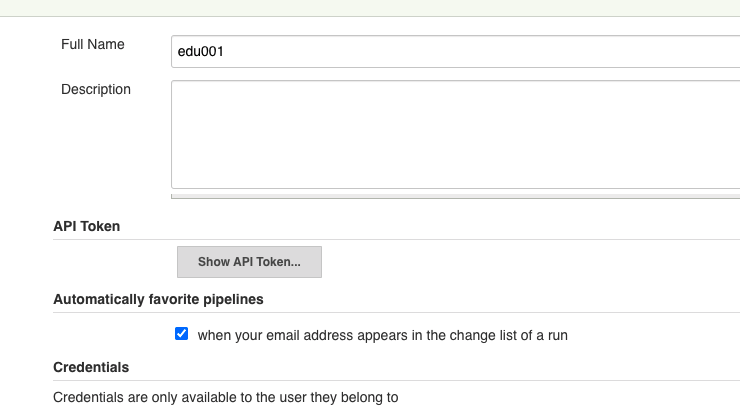 Full Name
edu001
Description
API Token
Show API Token...
Automatically favorite pipelines
when your email address appears in the change list of a run
Credentials
Credentials are only available to the user they belong to